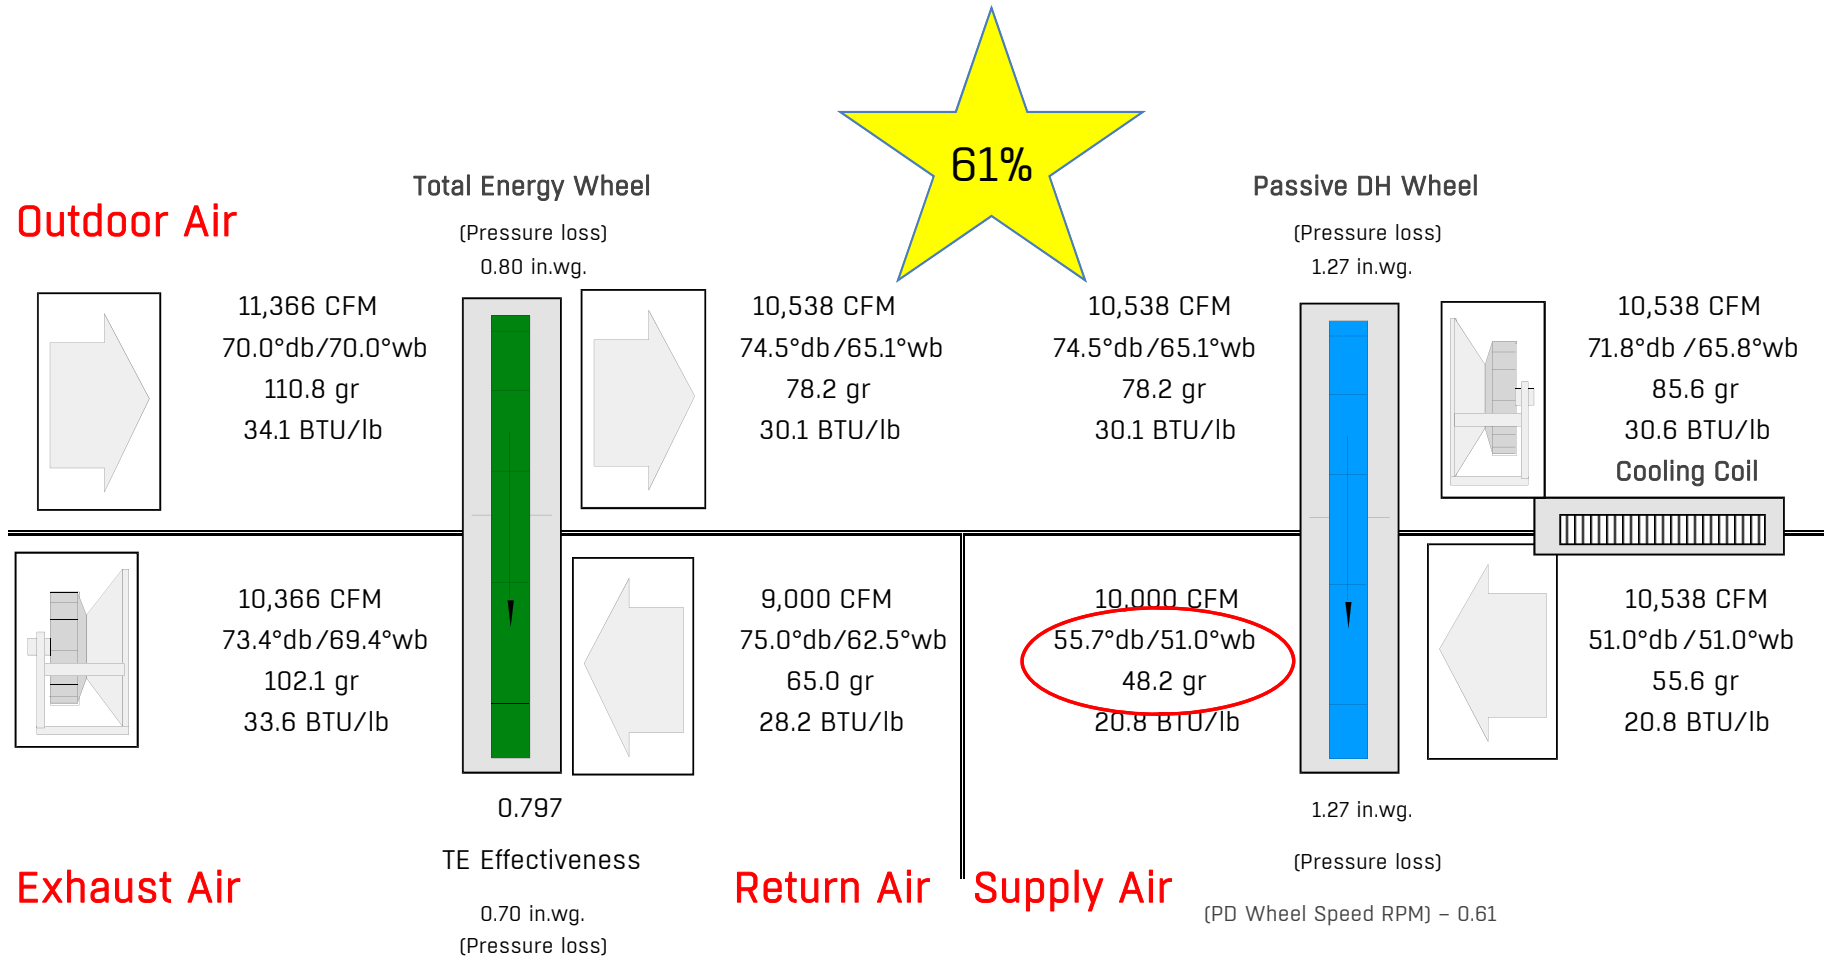 61%
Total Energy Wheel
Passive DH Wheel
Outdoor Air
(Pressure loss)
0.80 in.wg.
(Pressure loss)
1.27 in.wg.
11,366 CFM
70.0°db/70.0°wb
110.8 gr
34.1 BTU/lb
10,538 CFM
74.5°db/65.1°wb
78.2 gr
30.1 BTU/lb
10,538 CFM
74.5°db/65.1°wb
78.2 gr
30.1 BTU/lb
10,538 CFM
71.8°db /65.8°wb
85.6 gr
30.6 BTU/lb
Cooling Coil
10,366 CFM
73.4°db/69.4°wb
102.1 gr
33.6 BTU/lb
9,000 CFM
75.0°db/62.5°wb
65.0 gr
28.2 BTU/lb
10,000 CFM
55.7°db/51.0°wb
48.2 gr
20.8 BTU/lb
10,538 CFM
51.0°db/51.0°wb
55.6 gr
20.8 BTU/lb
0.797
TE Effectiveness
0.70 in.wg.
(Pressure loss)
1.27 in.wg.
(Pressure loss)
(PD Wheel Speed RPM) – 0.61
Exhaust Air
Return Air
Supply Air